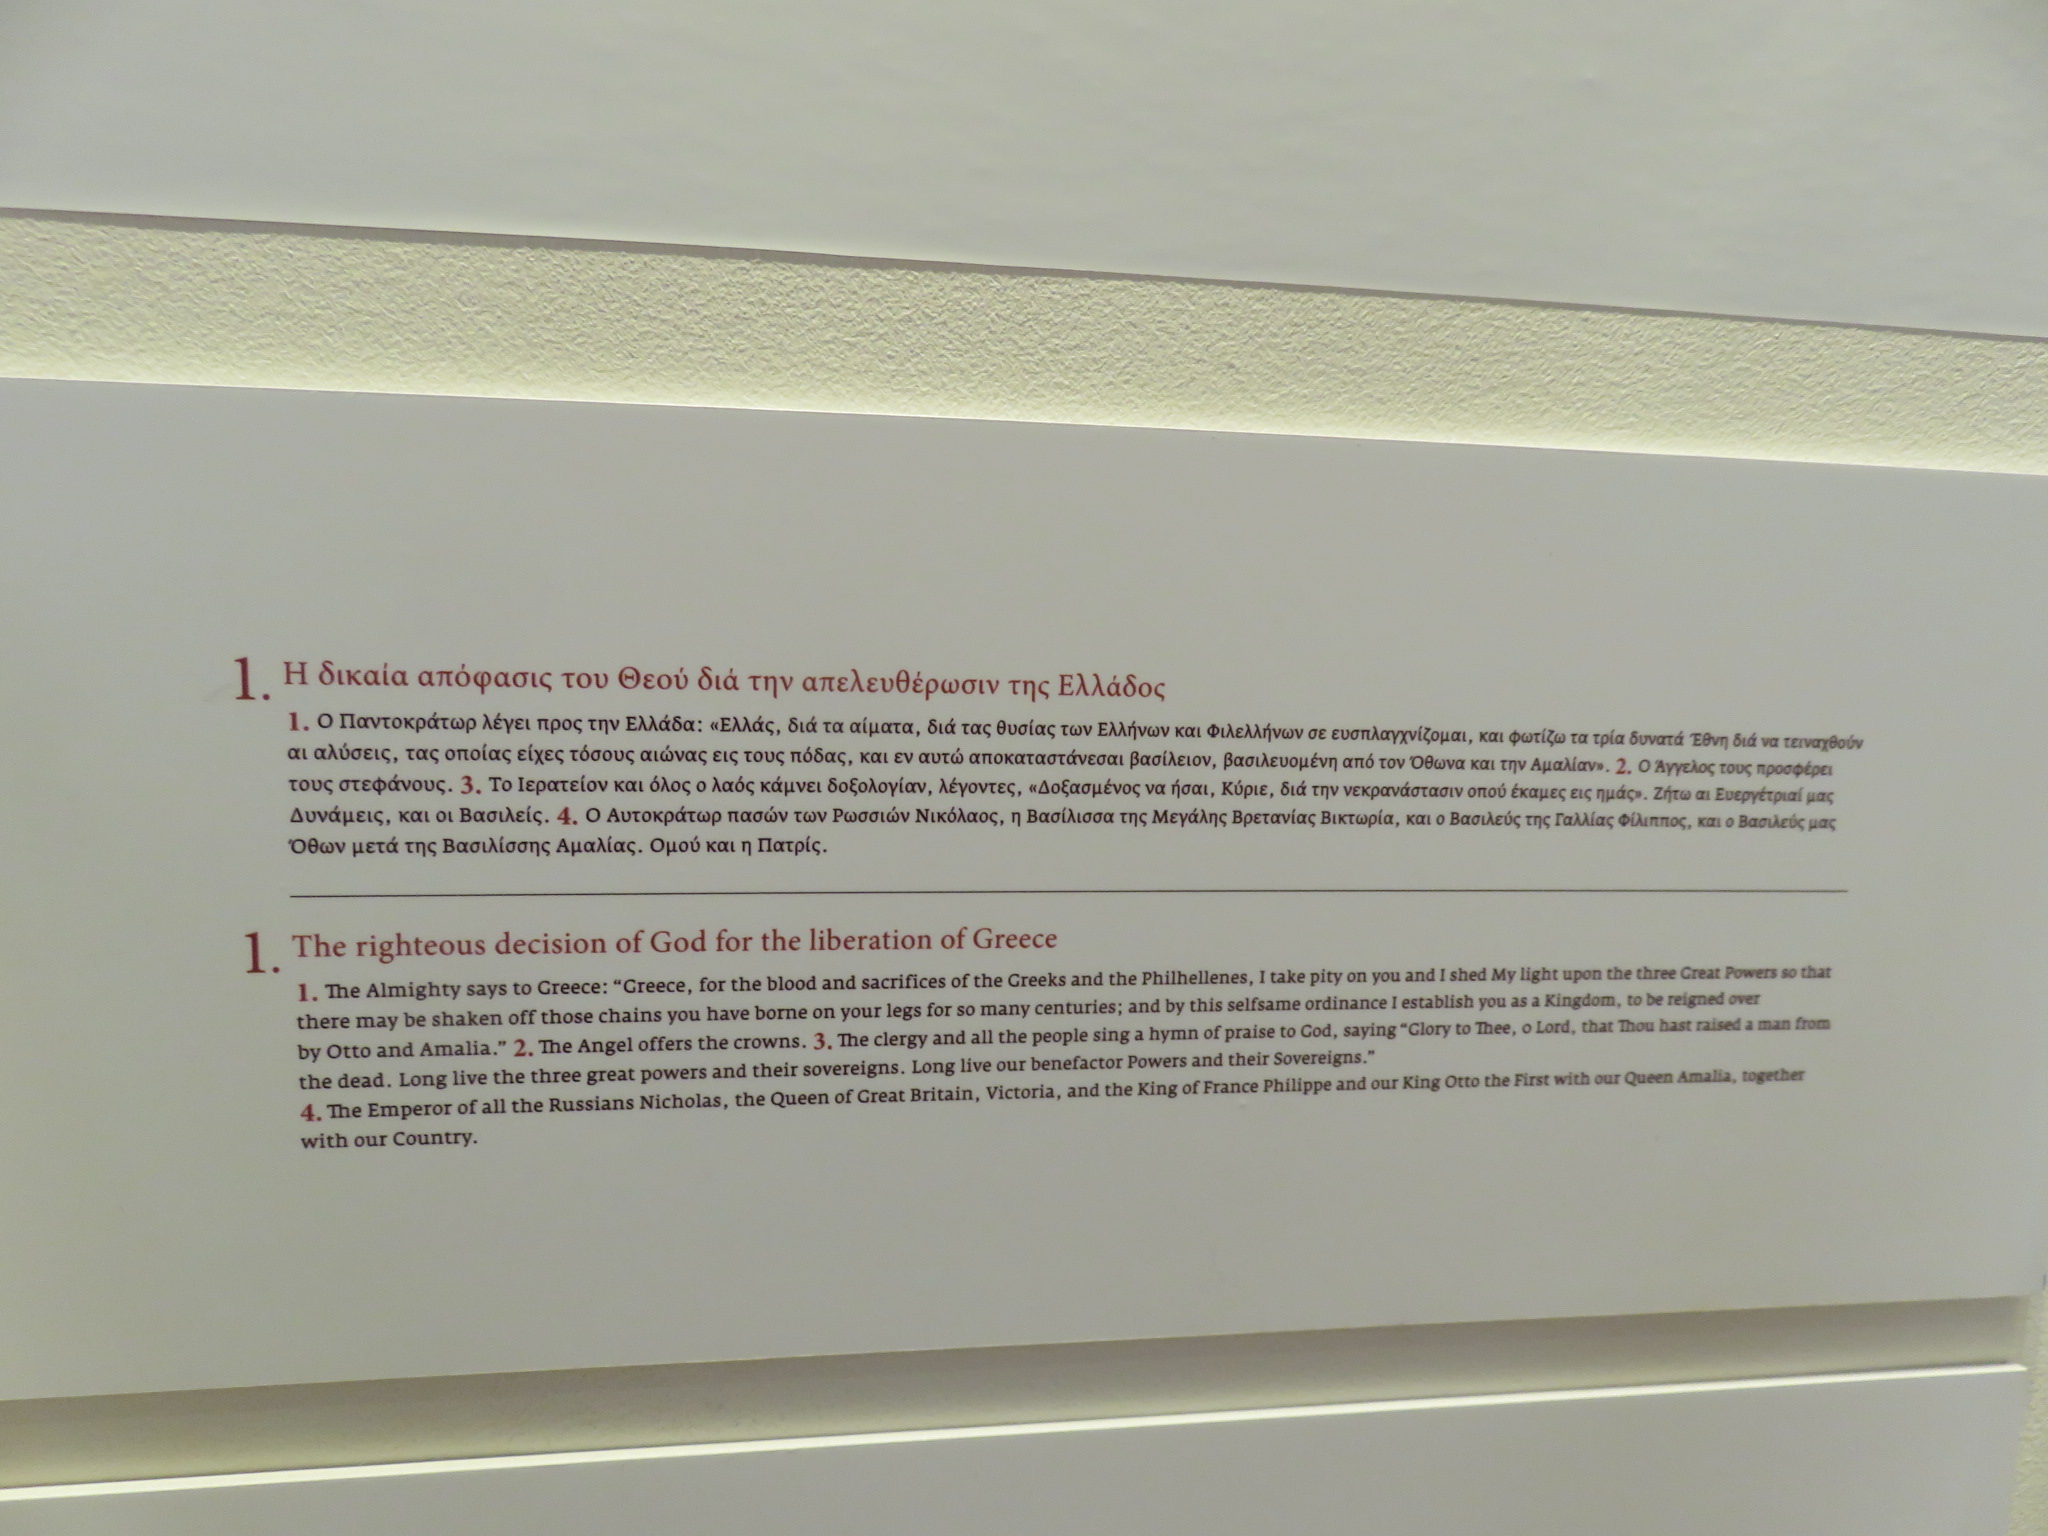 1. Η δικαία απόφασις του Θεού διά την απελευθέρωσιν της Ελλάδος
1. Ο Παντοκράτωρ λέγει προς την Ελλάδα: «Ελλάς, διά τα αίματα, διά τας θυσίας των Ελλήνων και Φιλελλήνων σε ευσπλαγχνίζομαι, και φωτίζω τα τρία δυνατά Έθνη διά να τειναχθούν
αι αλύσεις, τας οποίας είχες τόσους αιώνας εις τους πόδας, και εν αυτώ αποκαταστάνεσαι βασίλειον, βασιλευομένη από τον Όθωνα και την Αμαλίαν». 2. Ο Άγγελος τους προσφέρει
τους στεφάνους. 3. Το Ιερατείον και όλος ο λαός κάμνει δοξολογίαν, λέγοντες, «Δοξασμένος να ήσαι, Κύριε, διά την νεκρανάστασιν οπού έκαμες εις ημάς». Ζήτω αι Ευεργέτριαί μας
Δυνάμεις, και οι Βασιλείς. 4. Ο Αυτοκράτωρ πασών των Ρωσσιών Νικόλαος, η Βασίλισσα της Μεγάλης Βρετανίας Βικτωρία, και ο Βασιλεύς της Γαλλίας Φίλιππος, και ο Βασιλεύς μας
Όθων μετά της Βασιλίσσης Αμαλίας. Ομού και η Πατρίς.
1. The righteous decision of God for the liberation of Greece
1. The Almighty says to Greece: “Greece, for the blood and sacrifices of the Greeks and the Philhellenes, I take pity on you and I shed My light upon the three Great Powers so that
there may be shaken off those chains you have borne on your legs for so many centuries; and by this selfsame ordinance I establish you as a Kingdom, to be reigned over
by Otto and Amalia.” 2. The Angel offers the crowns. 3. The clergy and all the people sing a hymn of praise to God, saying “Glory to Thee, o Lord, that Thou hast raised a man from
the dead. Long live the three great powers and their sovereigns. Long live our benefactor Powers and their Sovereigns.”
4. The Emperor of all the Russians Nicholas, the Queen of Great Britain, Victoria, and the King of France Philippe and our King Otto the First with our Queen Amalia, together
with our Country.